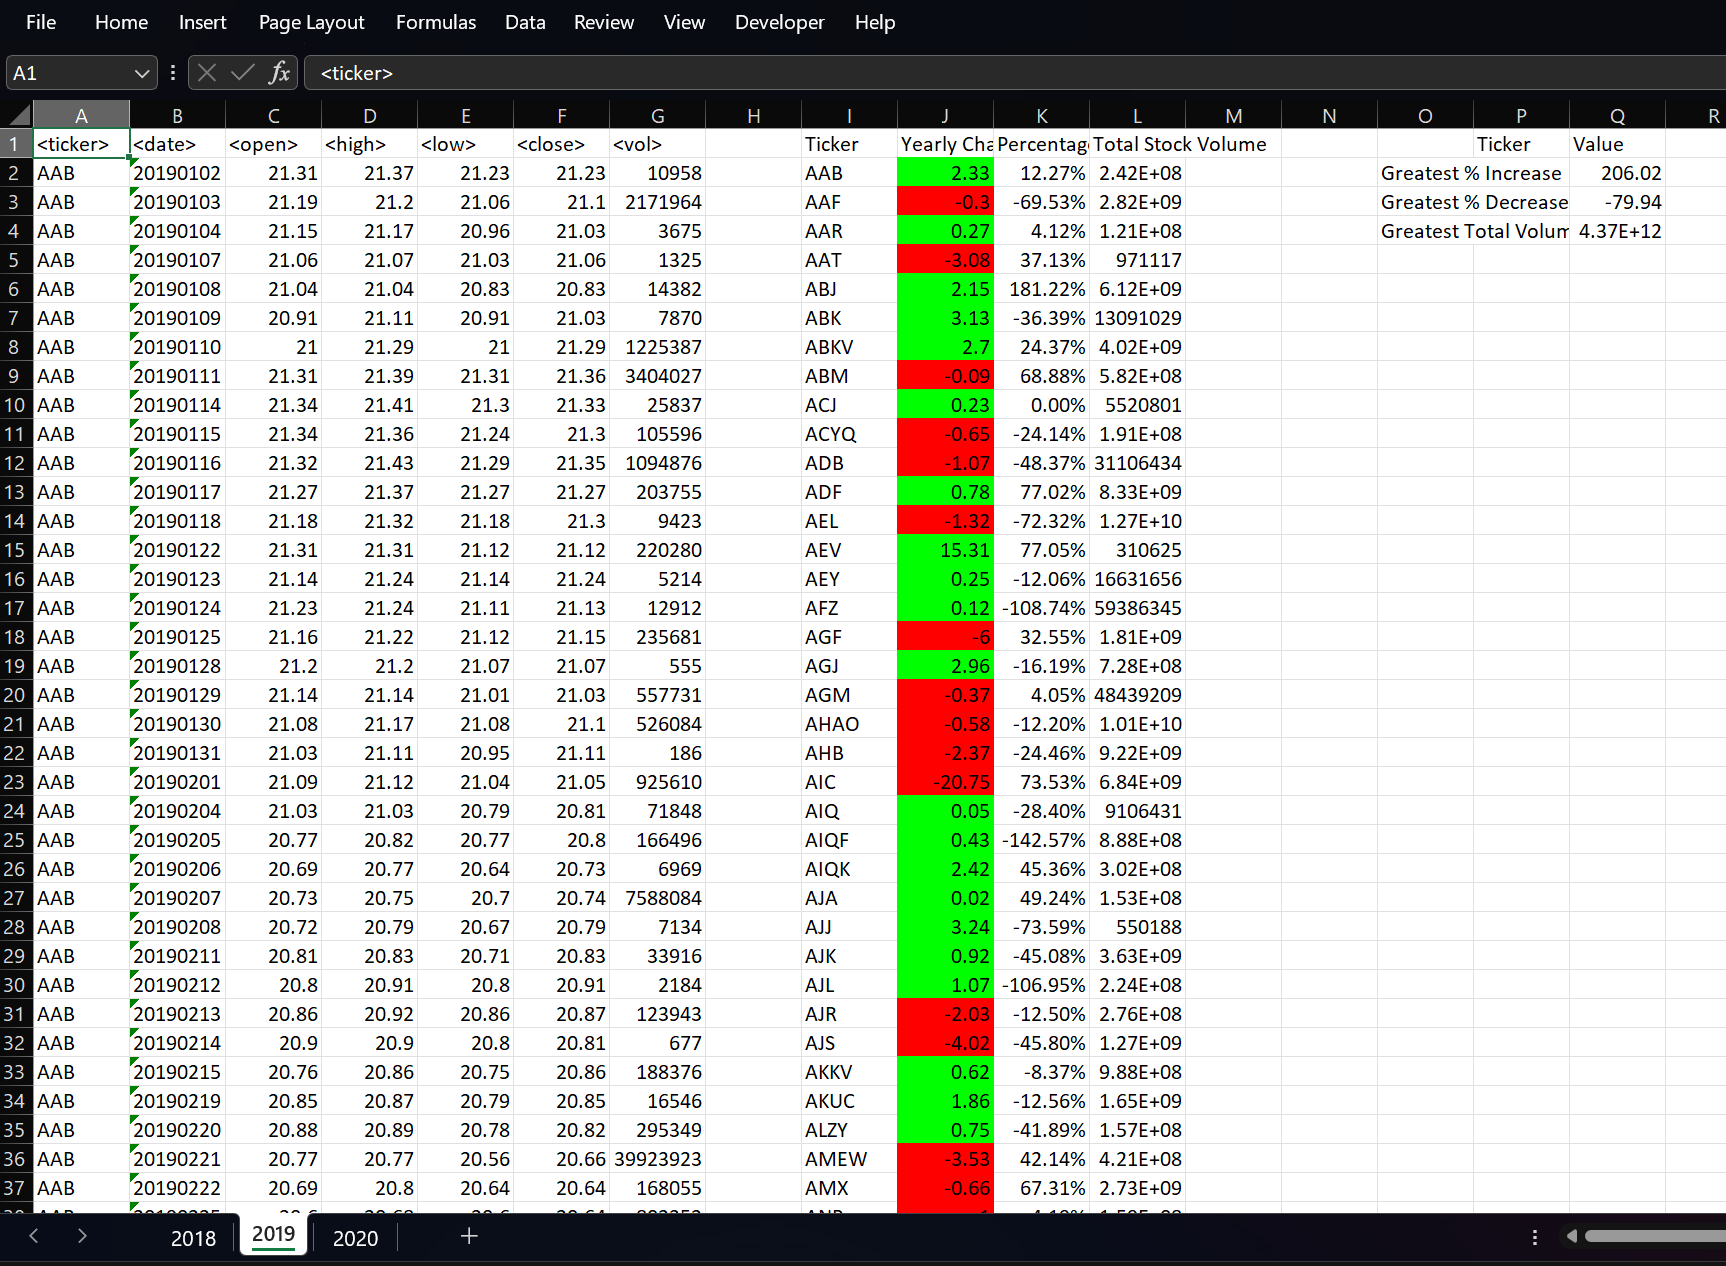 File Home Insert Page Layout Formulas Data Review View Developer Help
A1 fx <ticker>
A B C D E F G H I J K L M N O P Q R
1 <ticker> <date> <open> <high> <low> <close> <vol> Ticker Yearly Cha Percentag Total Stock Volume Ticker Value
2 AAB 20190102 21.31 21.37 21.23 21.23 10958 AAB 2.33 12.27% 2.42E+08 Greatest % Increase 206.02
3 AAB 20190103 21.19 21.2 21.06 21.1 2171964 AAF -0.3 -69.53% 2.82E+09 Greatest % Decrease -79.94
4 AAB 20190104 21.15 21.17 20.96 21.03 3675 AAR 0.27 4.12% 1.21E+08 Greatest Total Volum 4.37E+12
5 AAB 20190107 21.06 21.07 21.03 21.06 1325 AAT -3.08 37.13% 971117
6 AAB 20190108 21.04 21.04 20.83 20.83 14382 ABJ 2.15 181.22% 6.12E+09
7 AAB 20190109 20.91 21.11 20.91 21.03 7870 ABK 3.13 -36.39% 13091029
8 AAB 20190110 21 21.29 21 21.29 1225387 ABKV 2.7 24.37% 4.02E+09
9 AAB 20190111 21.31 21.39 21.31 21.36 3404027 ABM -0.09 68.88% 5.82E+08
10 AAB 20190114 21.34 21.41 21.3 21.33 25837 ACJ 0.23 0.00% 5520801
11 AAB 20190115 21.34 21.36 21.24 21.3 105596 ACYQ -0.65 -24.14% 1.91E+08
12 AAB 20190116 21.32 21.43 21.29 21.35 1094876 ADB -1.07 -48.37% 31106434
13 AAB 20190117 21.27 21.37 21.27 21.27 203755 ADF 0.78 77.02% 8.33E+09
14 AAB 20190118 21.18 21.32 21.18 21.3 9423 AEL -1.32 -72.32% 1.27E+10
15 AAB 20190122 21.31 21.31 21.12 21.12 220280 AEV 15.31 77.05% 310625
16 AAB 20190123 21.14 21.24 21.14 21.24 5214 AEY 0.25 -12.06% 16631656
17 AAB 20190124 21.23 21.24 21.11 21.13 12912 AFZ 0.12 -108.74% 59386345
18 AAB 20190125 21.16 21.22 21.12 21.15 235681 AGF -6 32.55% 1.81E+09
19 AAB 20190128 21.2 21.2 21.07 21.07 555 AGJ 2.96 -16.19% 7.28E+08
20 AAB 20190129 21.14 21.14 21.01 21.03 557731 AGM -0.37 4.05% 48439209
21 AAB 20190130 21.08 21.17 21.08 21.1 526084 AHAO -0.58 -12.20% 1.01E+10
22 AAB 20190131 21.03 21.11 20.95 21.11 186 AHB -2.37 -24.46% 9.22E+09
23 AAB 20190201 21.09 21.12 21.04 21.05 925610 AIC -20.75 73.53% 6.84E+09
24 AAB 20190204 21.03 21.03 20.79 20.81 71848 AIQ 0.05 -28.40% 9106431
25 AAB 20190205 20.77 20.82 20.77 20.8 166496 AIQF 0.43 -142.57% 8.88E+08
26 AAB 20190206 20.69 20.77 20.64 20.73 6969 AIQK 2.42 45.36% 3.02E+08
27 AAB 20190207 20.73 20.75 20.7 20.74 7588084 AJA 0.02 49.24% 1.53E+08
28 AAB 20190208 20.72 20.79 20.67 20.79 7134 AJJ 3.24 -73.59% 550188
29 AAB 20190211 20.81 20.83 20.71 20.83 33916 AJK 0.92 -45.08% 3.63E+09
30 AAB 20190212 20.8 20.91 20.8 20.91 2184 AJL 1.07 -106.95% 2.24E+08
31 AAB 20190213 20.86 20.92 20.86 20.87 123943 AJR -2.03 -12.50% 2.76E+08
32 AAB 20190214 20.9 20.9 20.8 20.81 677 AJS -4.02 -45.80% 1.27E+09
33 AAB 20190215 20.76 20.86 20.75 20.86 188376 AKKV 0.62 -8.37% 9.88E+08
34 AAB 20190219 20.85 20.87 20.79 20.85 16546 AKUC 1.86 -12.56% 1.65E+09
35 AAB 20190220 20.88 20.89 20.78 20.82 295349 ALZY 0.75 -41.89% 1.57E+08
36 AAB 20190221 20.77 20.77 20.56 20.66 39923923 AMEW -3.53 42.14% 4.21E+08
37 AAB 20190222 20.69 20.8 20.64 20.64 168055 AMX -0.66 67.31% 2.73E+09
2018 2019 2020